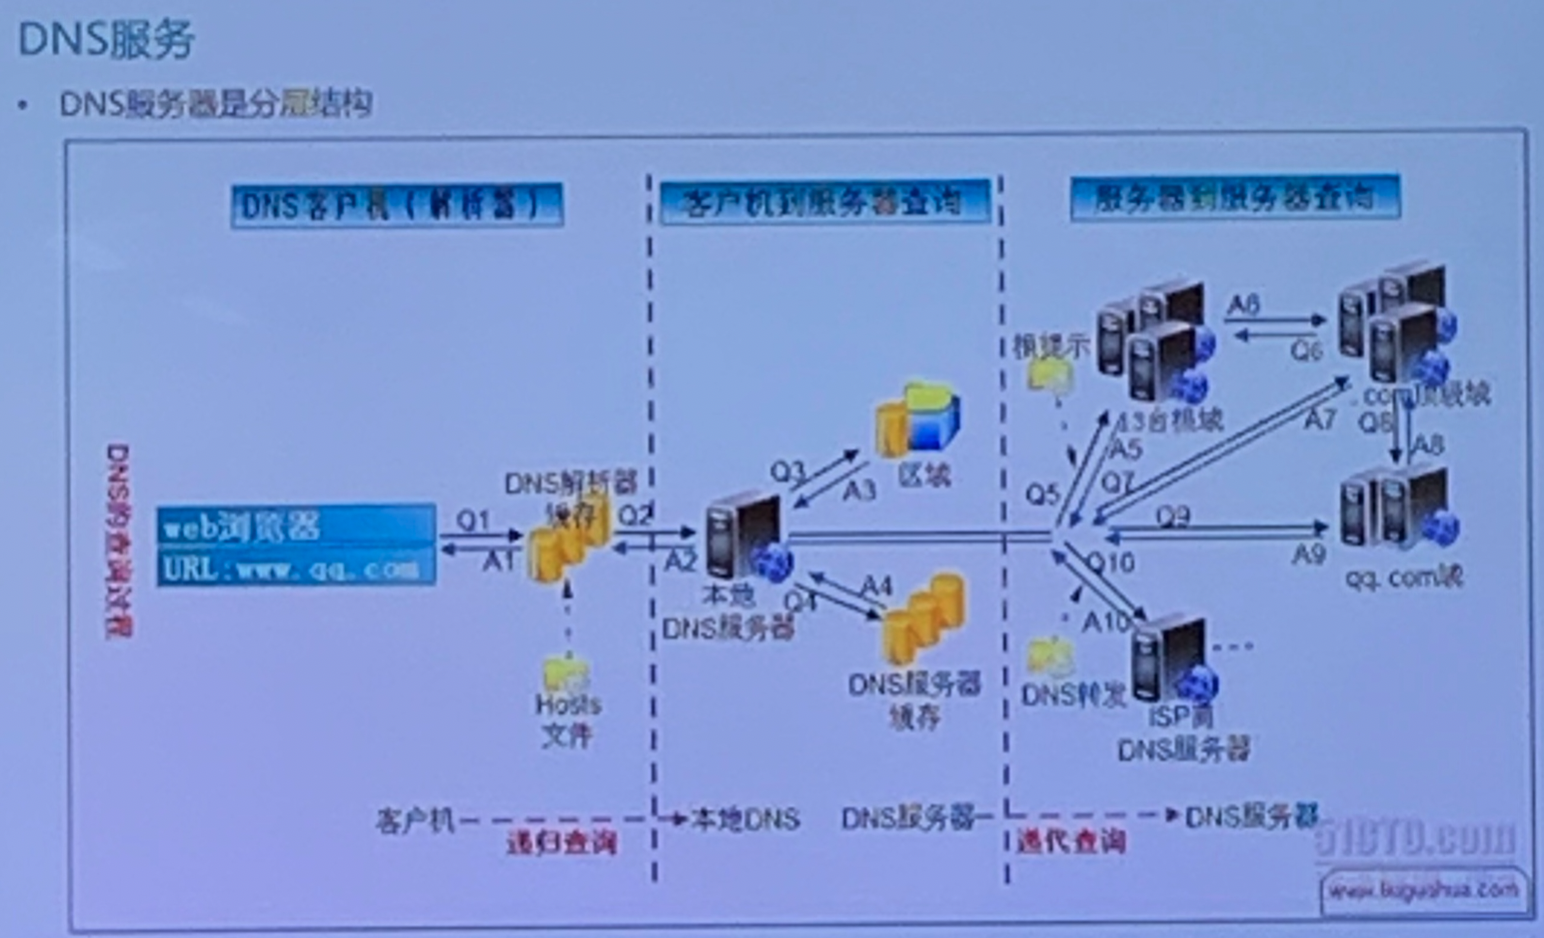 DNS服务
• DNS服务器是分层结构
DNS客户机（解析器）
客户机到服务器查询
服务器到服务器查询
DNS的查询过程
web浏览器
URL:www.qq.com
Q1
A1
DNS解析器
缓存
Hosts
文件
Q2
A2
本地
DNS服务器
Q3
A3
区域
Q4
A4
DNS服务器
缓存
根提示
13台根域
A6
Q6
.com顶级域
Q5
A5
Q7
A7
Q8
A8
Q9
A9
qq.com域
Q10
A10
DNS转发
ISP商
DNS服务器
客户机
递归查询
本地DNS
DNS服务器
迭代查询
DNS服务器
51CTO.com